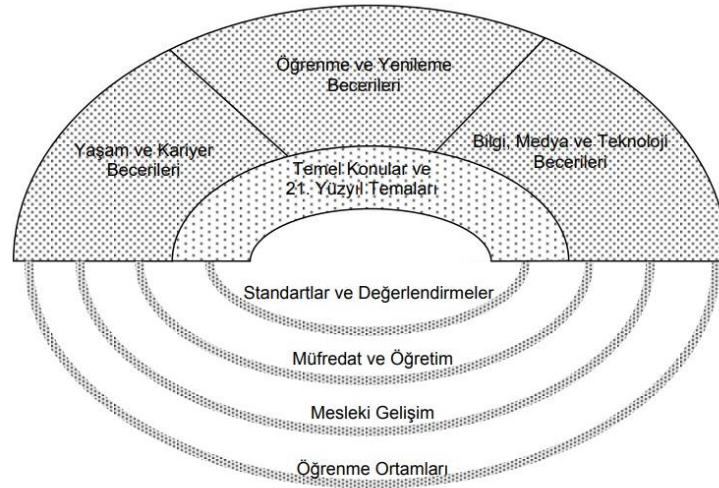 Öğrenme ve Yenileme
Becerileri
Yaşam ve Kariyer
Becerileri
Bilgi, Medya ve Teknoloji
Becerileri
Temel Konular ve
21. Yüzyıl Temaları
Standartlar ve Değerlendirmeler
Müfredat ve Öğretim
Mesleki Gelişim
Öğrenme Ortamları